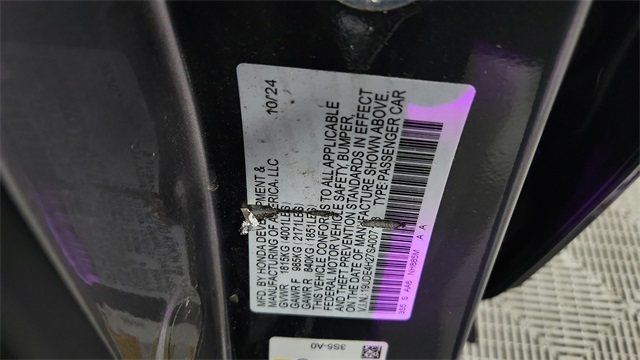 MFD. BY HONDA DEVELOPMENT &
MANUFACTURING OF AMERICA, LLC 10/24
GVWR 1815KG (4001LBS)
GAWR F 985KG (2171LBS)
GAWR R 840KG (1851LBS)
THIS VEHICLE CONFORMS TO ALL APPLICABLE
FEDERAL MOTOR VEHICLE SAFETY, BUMPER,
AND THEFT PREVENTION STANDARDS IN EFFECT
ON THE DATE OF MANUFACTURE SHOWN ABOVE.
V.I.N.: TYPE:PASSENGER CAR
3S5 AA6 A A
3S5-A0